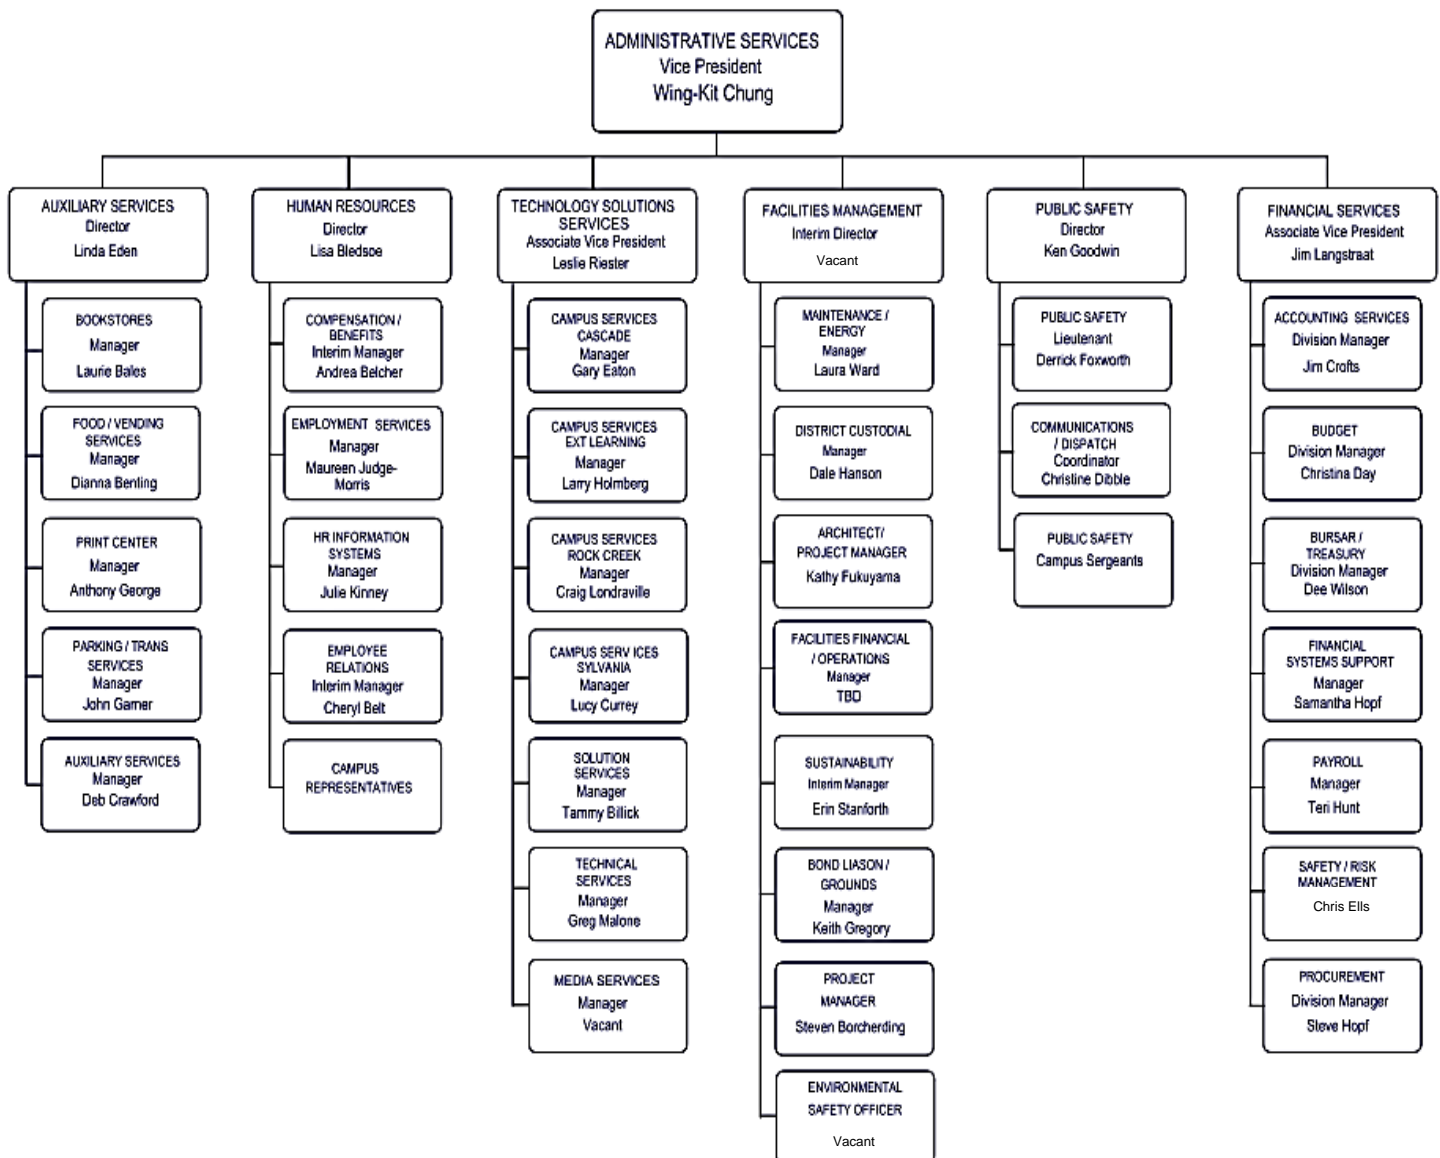 ADMINISTRATIVE SERVICES
Vice President
Wing-Kit Chung
AUXILIARY SERVICES
Director
Linda Eden
HUMAN RESOURCES
Director
Lisa Bledsoe
TECHNOLOGY SOLUTIONS
SERVICES
Associate Vice President
Leslie Riester
FACILITIES MANAGEMENT
Interim Director
Vacant
PUBLIC SAFETY
Director
Ken Goodwin
FINANCIAL SERVICES
Associate Vice President
Jim Langstraat
BOOKSTORES
Manager
Laurie Bales
FOOD / VENDING
SERVICES
Manager
Dianna Benting
PRINT CENTER
Manager
Anthony George
PARKING / TRANS
SERVICES
Manager
John Garner
AUXILIARY SERVICES
Manager
Deb Crawford
COMPENSATION /
BENEFITS
Interim Manager
Andrea Belcher
EMPLOYMENT SERVICES
Manager
Maureen Judge-
Morris
HR INFORMATION
SYSTEMS
Manager
Julie Kinney
EMPLOYEE
RELATIONS
Interim Manager
Cheryl Belt
CAMPUS
REPRESENTATIVES
CAMPUS SERVICES
CASCADE
Manager
Gary Eaton
CAMPUS SERVICES
EXT LEARNING
Manager
Larry Holmberg
CAMPUS SERVICES
ROCK CREEK
Manager
Craig Londraville
CAMPUS SERVICES
SYLVANIA
Manager
Lucy Currey
SOLUTION
SERVICES
Manager
Tammy Billick
TECHNICAL
SERVICES
Manager
Greg Malone
MEDIA SERVICES
Manager
Vacant
MAINTENANCE /
ENERGY
Manager
Laura Ward
DISTRICT CUSTODIAL
Manager
Dale Hanson
ARCHITECT/
PROJECT MANAGER
Kathy Fukuyama
FACILITIES FINANCIAL
/ OPERATIONS
Manager
TBD
SUSTAINABILITY
Interim Manager
Erin Stanforth
BOND LIASON /
GROUNDS
Manager
Keith Gregory
PROJECT
MANAGER
Steven Borcherding
ENVIRONMENTAL
SAFETY OFFICER
Vacant
PUBLIC SAFETY
Lieutenant
Derrick Foxworth
COMMUNICATIONS
/ DISPATCH
Coordinator
Christine Dibble
PUBLIC SAFETY
Campus Sergeants
ACCOUNTING SERVICES
Division Manager
Jim Crofts
BUDGET
Division Manager
Christina Day
BURSAR /
TREASURY
Division Manager
Dee Wilson
FINANCIAL
SYSTEMS SUPPORT
Manager
Samantha Hopf
PAYROLL
Manager
Teri Hunt
SAFETY / RISK
MANAGEMENT
Chris Ells
PROCUREMENT
Division Manager
Steve Hopf